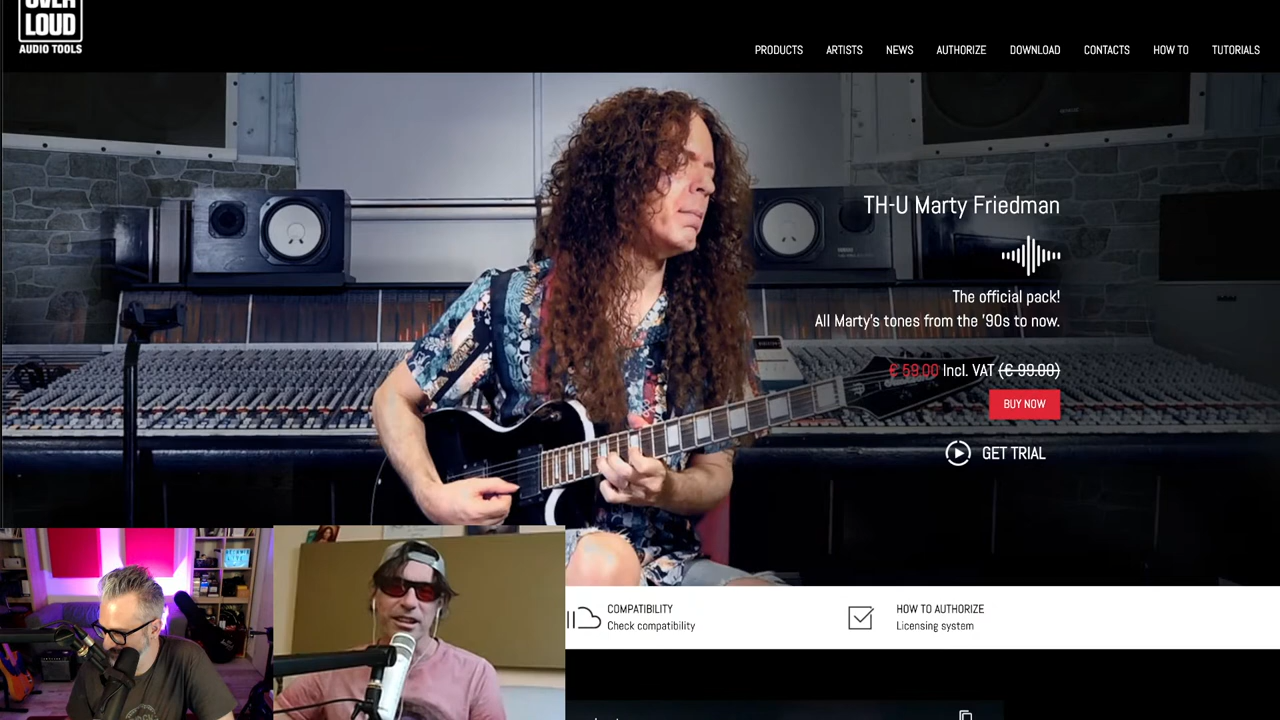 OVER
LOUD
AUDIO TOOLS
PRODUCTS
ARTISTS
NEWS
AUTHORIZE
DOWNLOAD
CONTACTS
HOW TO
TUTORIALS
TH-U Marty Friedman
The official pack!
All Marty's tones from the '90s to now.
€ 59.00 Incl. VAT (€ 99.00)
BUY NOW
GET TRIAL
COMPATIBILITY
Check compatibility
HOW TO AUTHORIZE
Licensing system